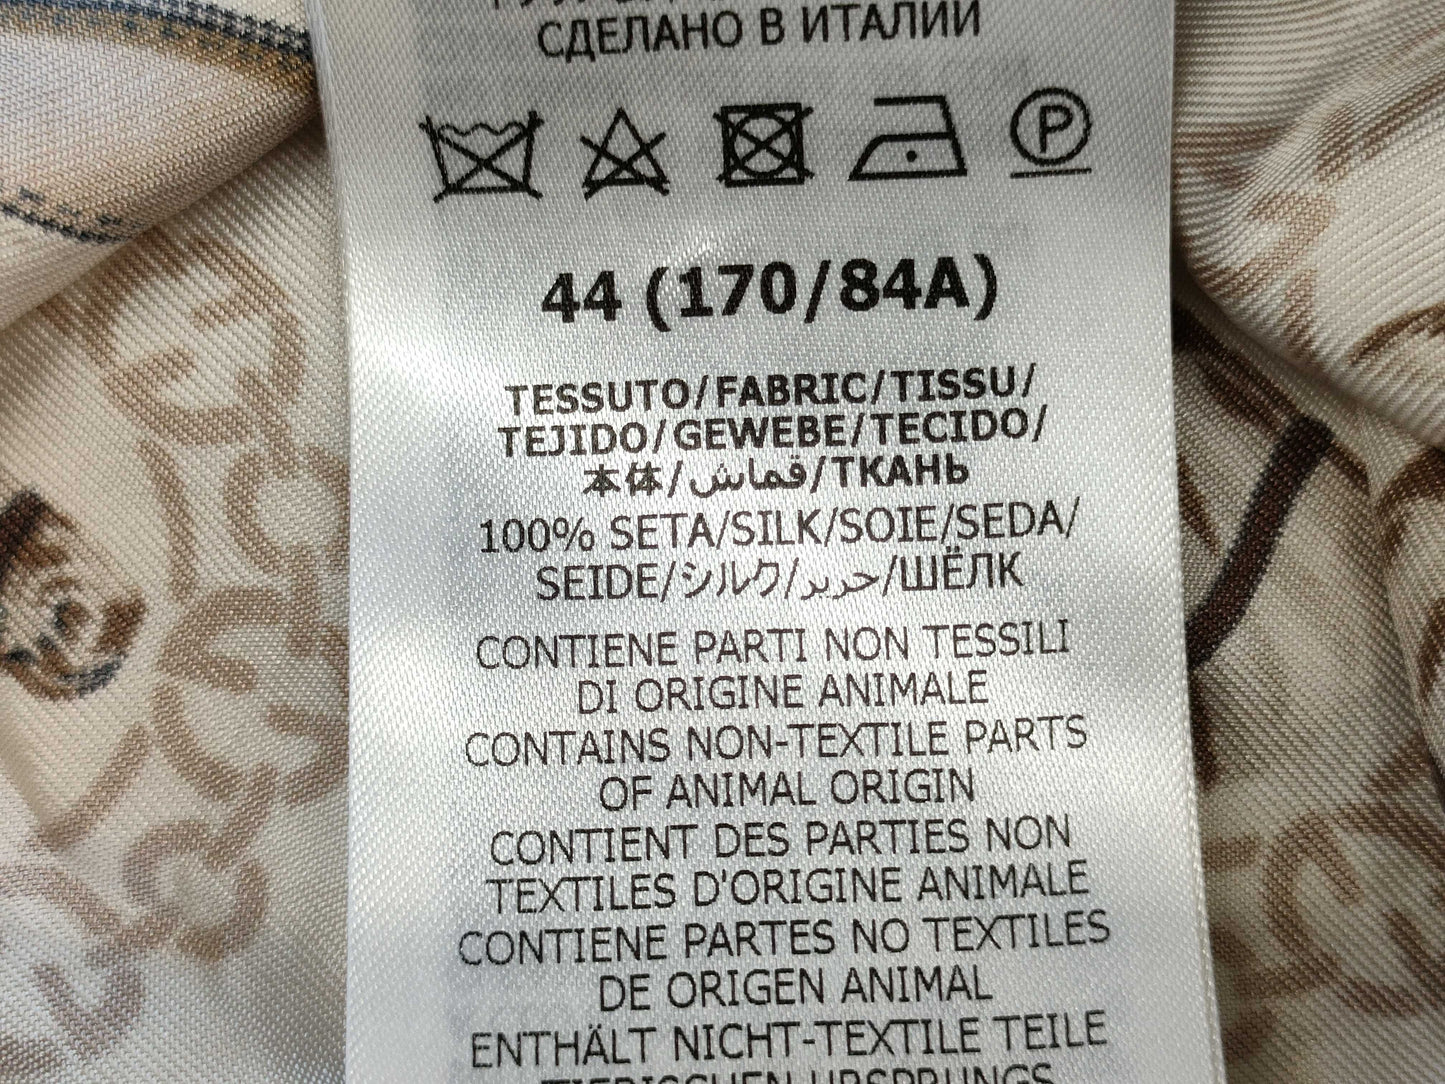 СДЕЛАНО В ИТАЛИИ
P
44 (170/84A)
TESSUTO/FABRIC/TISSU/
TEJIDO/GEWEBE/TECIDO/
本体/قماش/ТКАНЬ
100% SETA/SILK/SOIE/SEDA/
SEIDE/シルク/حرير/ШЁЛК
CONTIENE PARTI NON TESSILI
DI ORIGINE ANIMALE
CONTAINS NON-TEXTILE PARTS
OF ANIMAL ORIGIN
CONTIENT DES PARTIES NON
TEXTILES D'ORIGINE ANIMALE
CONTIENE PARTES NO TEXTILES
DE ORIGEN ANIMAL
ENTHÄLT NICHT-TEXTILE TEILE
TIERISCHEN URSPRUNGS